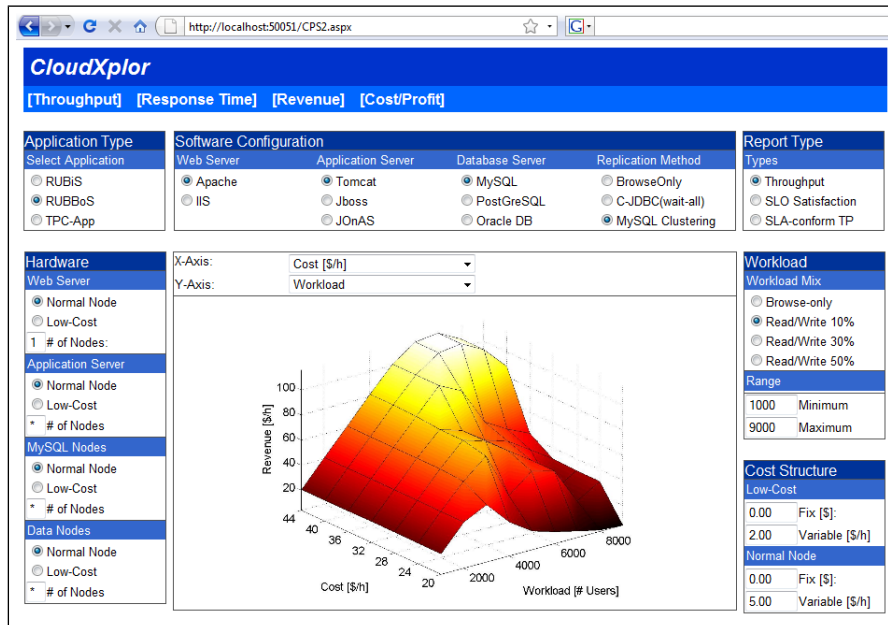 http://localhost:50051/CPS2.aspx
G
CloudXplor
[Throughput] [Response Time] [Revenue] [Cost/Profit]
Application Type
Select Application
RUBiS
RUBBoS
TPC-App
Software Configuration
Web Server Application Server Database Server Replication Method
Apache Tomcat MySQL BrowseOnly
IIS Jboss PostGreSQL C-JDBC(wait-all)
JOnAS Oracle DB MySQL Clustering
Report Type
Types
Throughput
SLO Satisfaction
SLA-conform TP
Hardware
Web Server
Normal Node
Low-Cost
1 # of Nodes:
Application Server
Normal Node
Low-Cost
* # of Nodes
MySQL Nodes
Normal Node
Low-Cost
* # of Nodes
Data Nodes
Normal Node
Low-Cost
* # of Nodes
X-Axis: Cost [$/h]
Y-Axis: Workload
Revenue [$/h]
100
80
60
40
20
44
40
36
32
28
24
20
Cost [$/h]
2000
4000
6000
8000
Workload [# Users]
Workload
Workload Mix
Browse-only
Read/Write 10%
Read/Write 30%
Read/Write 50%
Range
1000 Minimum
9000 Maximum
Cost Structure
Low-Cost
0.00 Fix [$]:
2.00 Variable [$/h]
Normal Node
0.00 Fix [$]:
5.00 Variable [$/h]